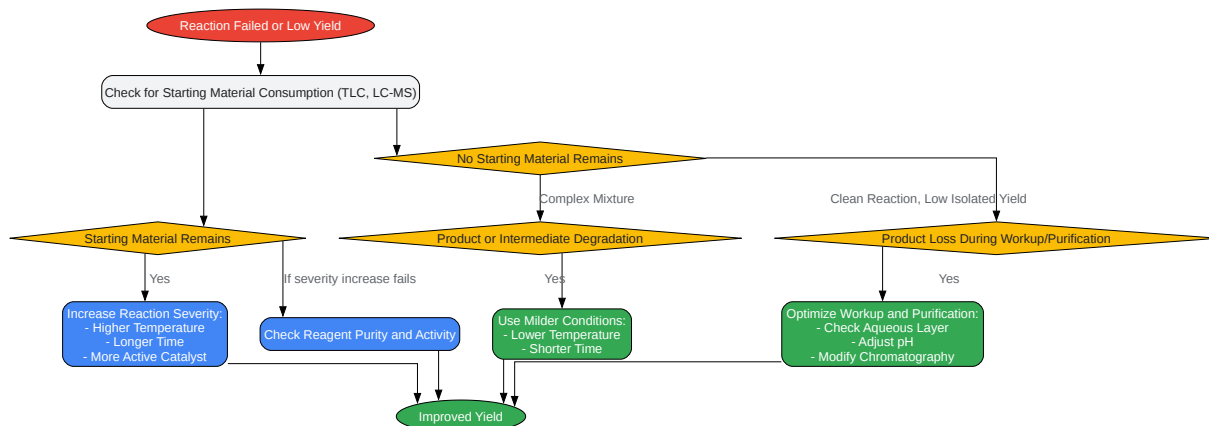 Reaction Failed or Low Yield
Check for Starting Material Consumption (TLC, LC-MS)
No Starting Material Remains
Complex Mixture
Clean Reaction, Low Isolated Yield
Starting Material Remains
Product or Intermediate Degradation
Product Loss During Workup/Purification
Yes
If severity increase fails
Yes
Yes
Increase Reaction Severity:
- Higher Temperature
- Longer Time
- More Active Catalyst
Check Reagent Purity and Activity
Use Milder Conditions:
- Lower Temperature
- Shorter Time
Optimize Workup and Purification:
- Check Aqueous Layer
- Adjust pH
- Modify Chromatography
Improved Yield